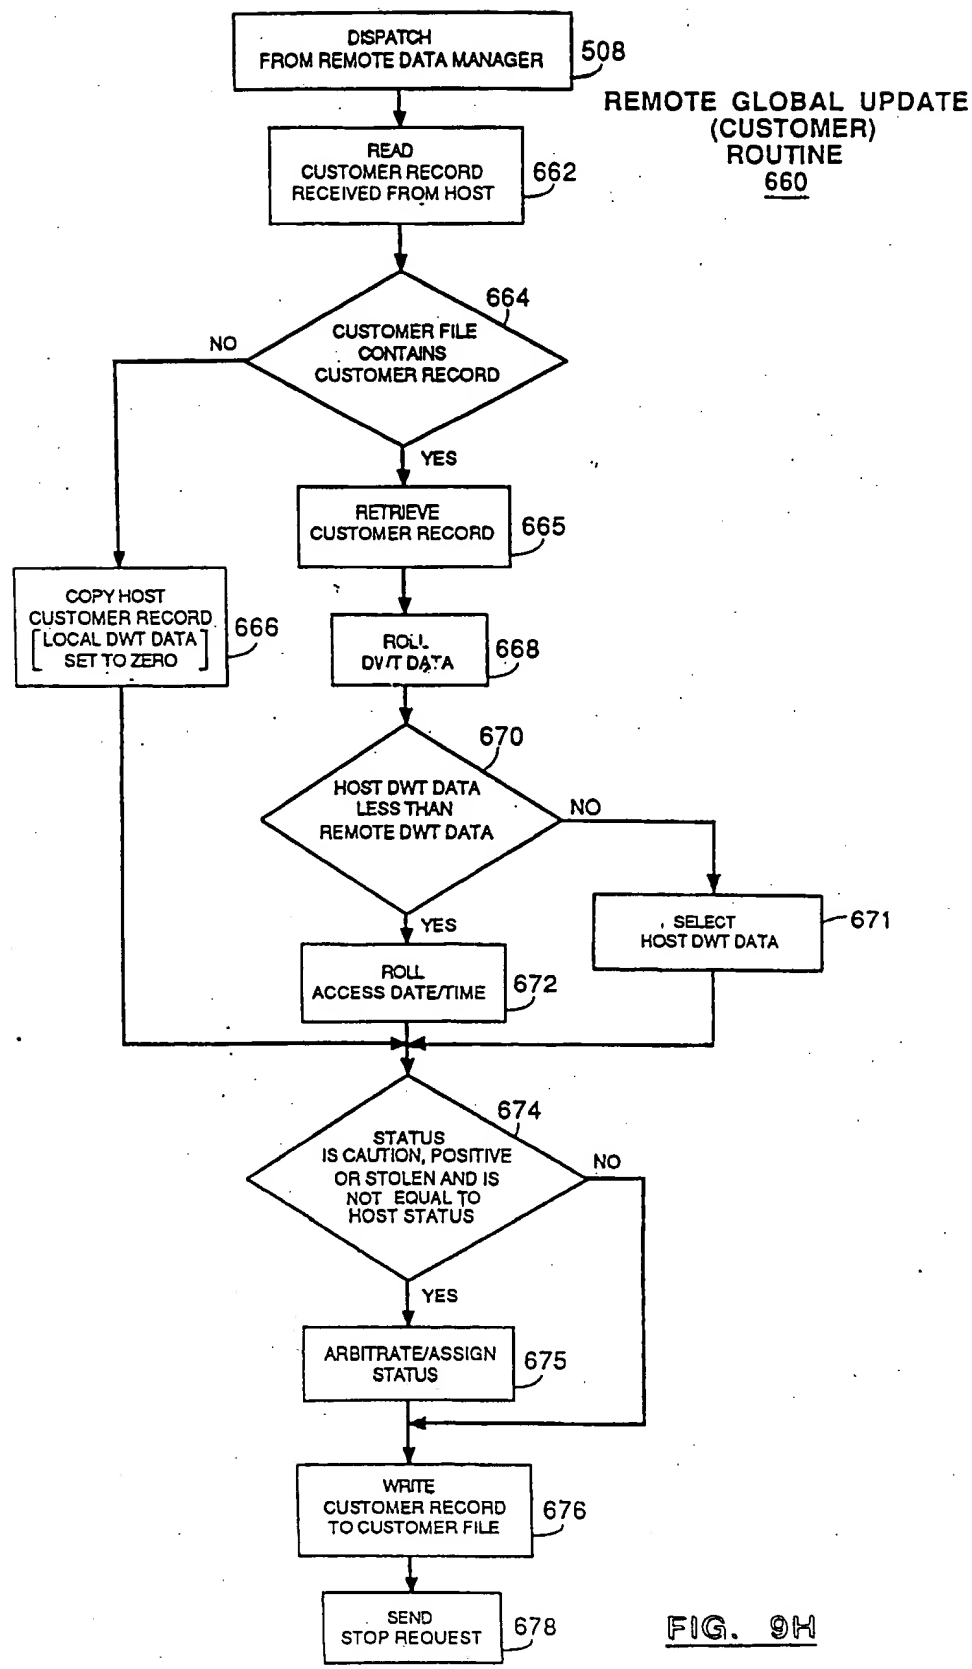 DISPATCH
FROM REMOTE DATA MANAGER
508
REMOTE GLOBAL UPDATE
(CUSTOMER)
ROUTINE
660
READ
CUSTOMER RECORD
RECEIVED FROM HOST
662
664
CUSTOMER FILE
CONTAINS
CUSTOMER RECORD
NO
YES
RETRIEVE
CUSTOMER RECORD
665
COPY HOST
CUSTOMER RECORD
[LOCAL DWT DATA
SET TO ZERO]
666
ROLL
DWT DATA
668
670
HOST DWT DATA
LESS THAN
REMOTE DWT DATA
NO
YES
SELECT
HOST DWT DATA
671
ROLL
ACCESS DATE/TIME
672
674
STATUS
IS CAUTION, POSITIVE
OR STOLEN AND IS
NOT EQUAL TO
HOST STATUS
NO
YES
ARBITRATE/ASSIGN
STATUS
675
WRITE
CUSTOMER RECORD
TO CUSTOMER FILE
676
SEND
STOP REQUEST
678
FIG. 9H